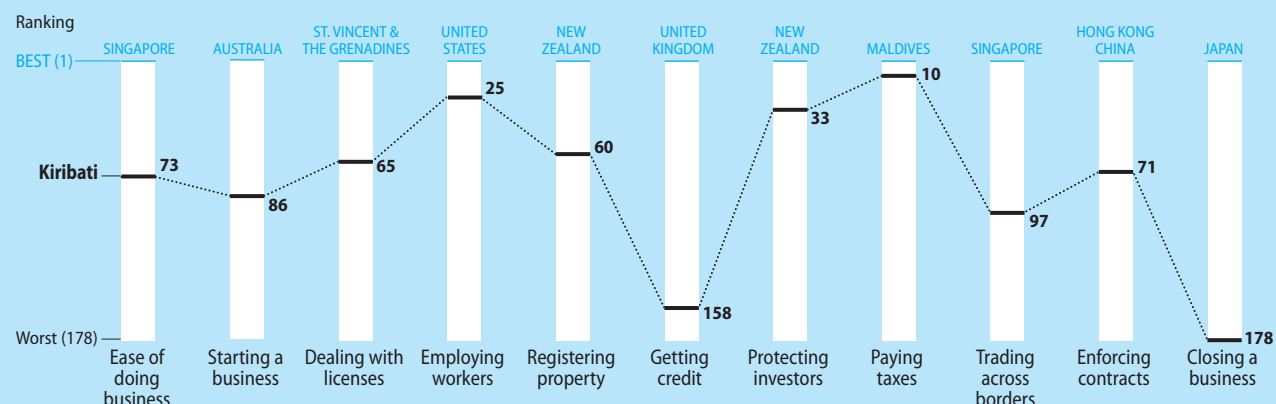 Ranking
SINGAPORE
AUSTRALIA
ST. VINCENT &
THE GRENADINES
UNITED
STATES
NEW
ZEALAND
UNITED
KINGDOM
NEW
ZEALAND
MALDIVES
SINGAPORE
HONG KONG
CHINA
JAPAN
BEST (1)
Kiribati
73
86
65
25
60
158
33
10
97
71
178
Worst (178)
Ease of
doing
business
Starting a
business
Dealing with
licenses
Employing
workers
Registering
property
Getting
credit
Protecting
investors
Paying
taxes
Trading
across
borders
Enforcing
contracts
Closing a
business